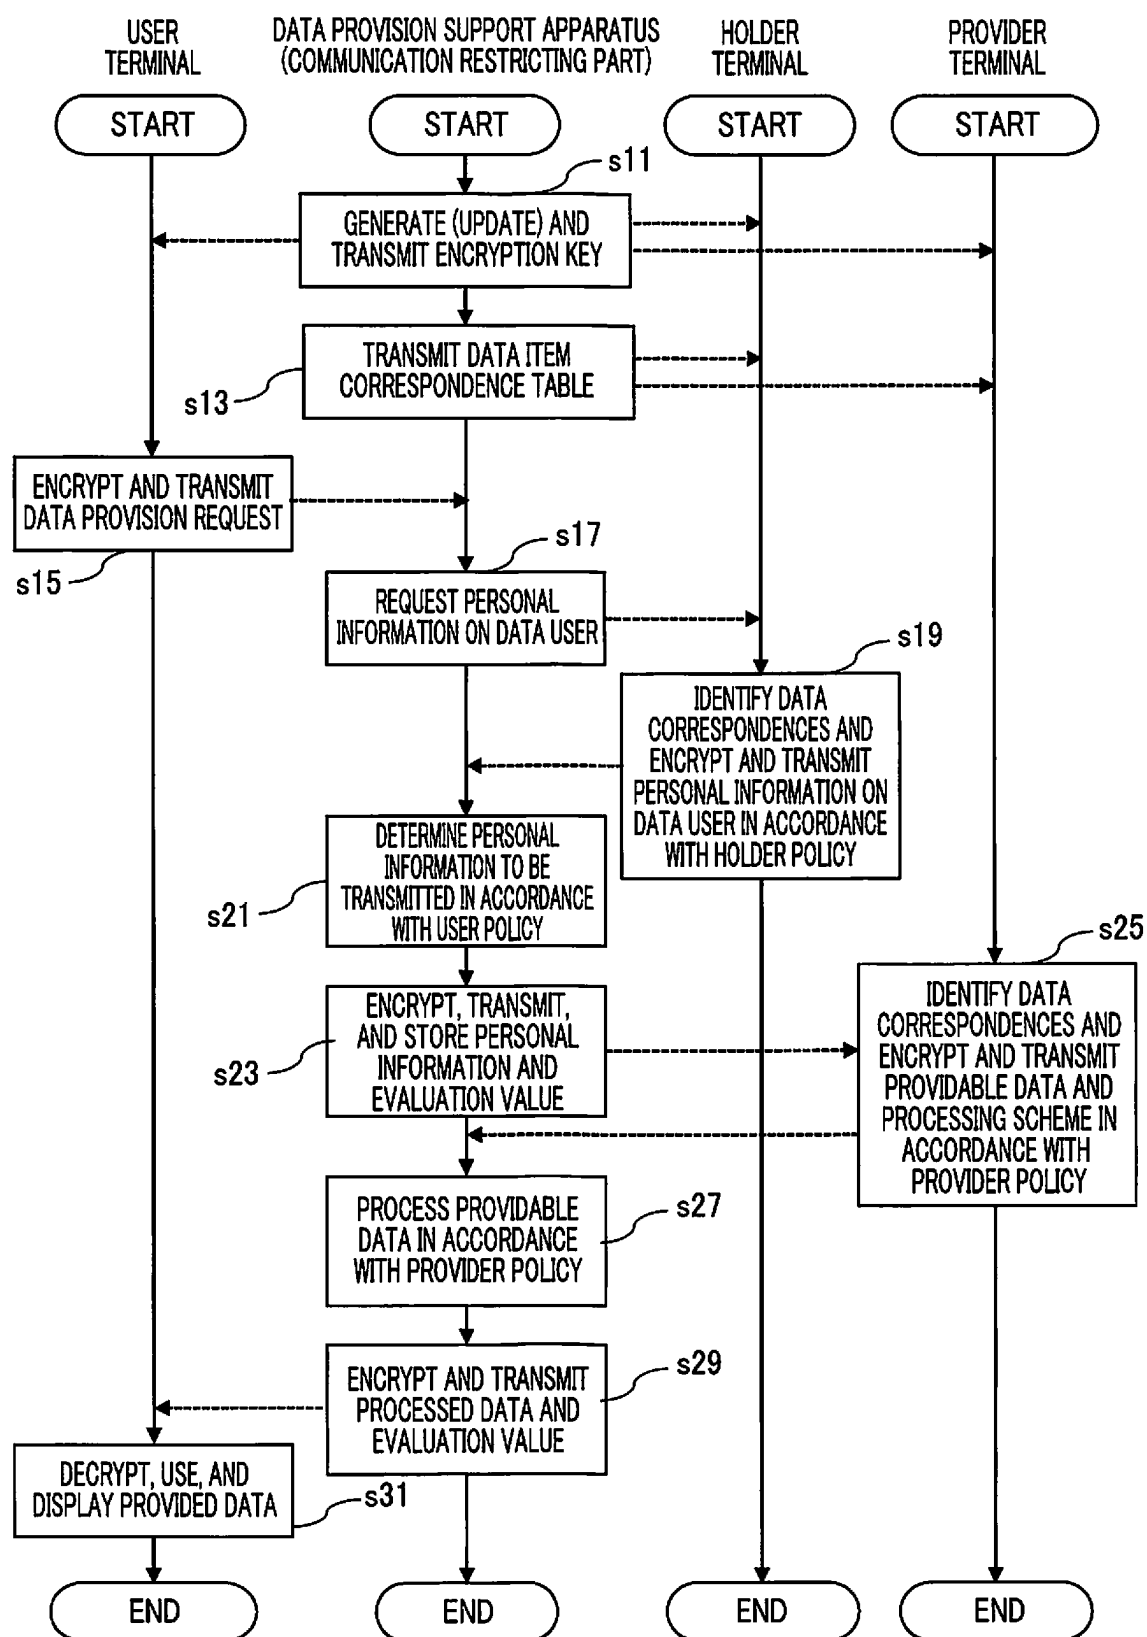 USER
TERMINAL
DATA PROVISION SUPPORT APPARATUS
(COMMUNICATION RESTRICTING PART)
HOLDER
TERMINAL
PROVIDER
TERMINAL
START
START
START
START
s11
GENERATE (UPDATE) AND
TRANSMIT ENCRYPTION KEY
TRANSMIT DATA ITEM
CORRESPONDENCE TABLE
s13
ENCRYPT AND TRANSMIT
DATA PROVISION REQUEST
s15
s17
REQUEST PERSONAL
INFORMATION ON DATA USER
s19
IDENTIFY DATA
CORRESPONDENCES AND
ENCRYPT AND TRANSMIT
PERSONAL INFORMATION ON
DATA USER IN ACCORDANCE
WITH HOLDER POLICY
DETERMINE PERSONAL
INFORMATION TO BE
TRANSMITTED IN ACCORDANCE
WITH USER POLICY
s21
s25
IDENTIFY DATA
CORRESPONDENCES AND
ENCRYPT AND TRANSMIT
PROVIDABLE DATA AND
PROCESSING SCHEME IN
ACCORDANCE WITH
PROVIDER POLICY
ENCRYPT, TRANSMIT,
AND STORE PERSONAL
INFORMATION AND
EVALUATION VALUE
s23
PROCESS PROVIDABLE
DATA IN ACCORDANCE
WITH PROVIDER POLICY
s27
ENCRYPT AND TRANSMIT
PROCESSED DATA AND
EVALUATION VALUE
s29
DECRYPT, USE, AND
DISPLAY PROVIDED DATA
s31
END
END
END
END